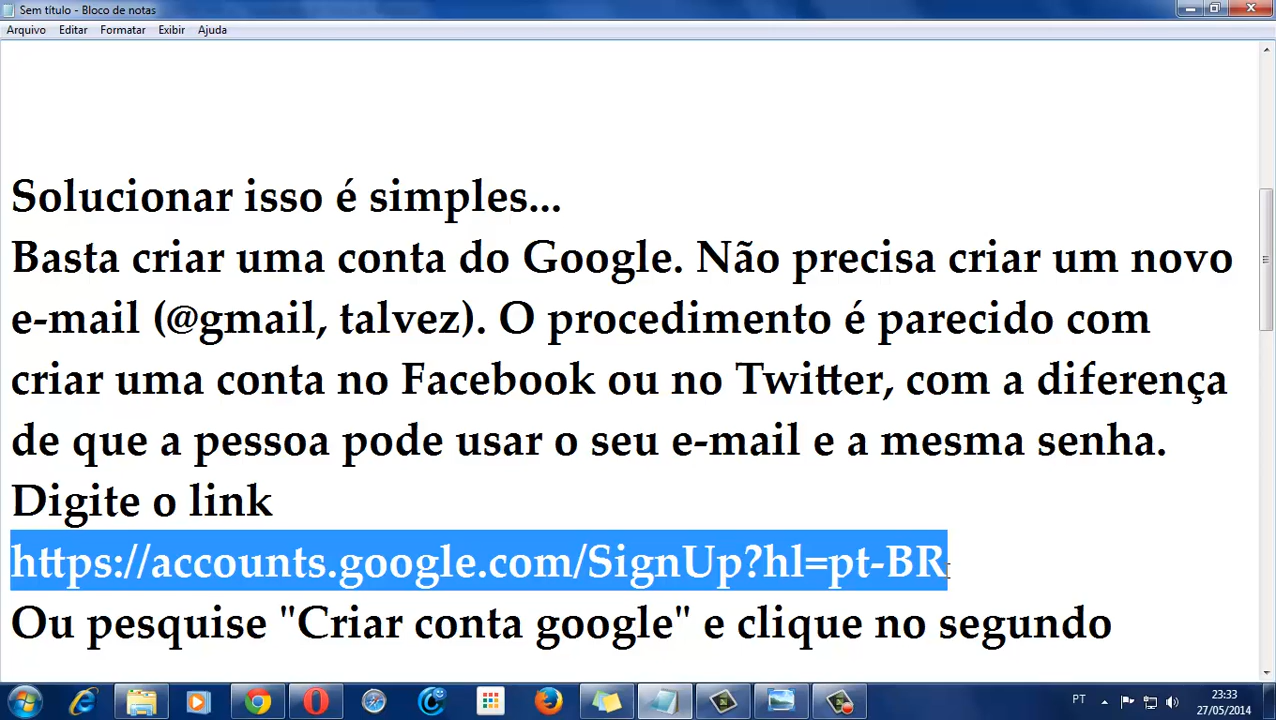 Sem título - Bloco de notas
Arquivo Editar Formatar Exibir Ajuda
Solucionar isso é simples...
Basta criar uma conta do Google. Não precisa criar um novo
e-mail (@gmail, talvez). O procedimento é parecido com
criar uma conta no Facebook ou no Twitter, com a diferença
de que a pessoa pode usar o seu e-mail e a mesma senha.
Digite o link
https://accounts.google.com/SignUp?hl=pt-BR
Ou pesquise "Criar conta google" e clique no segundo
PT
23:33
27/05/2014